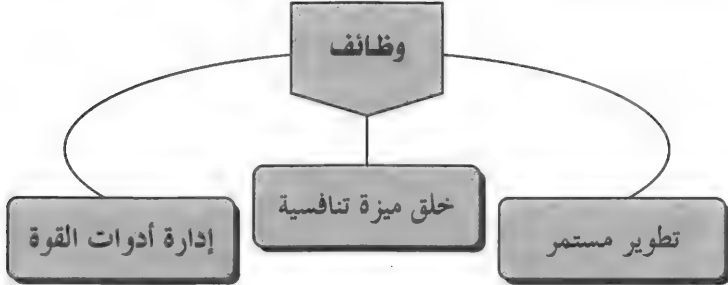 وظائف
تطوير مستمر
خلق ميزة تنافسية
إدارة أدوات القوة